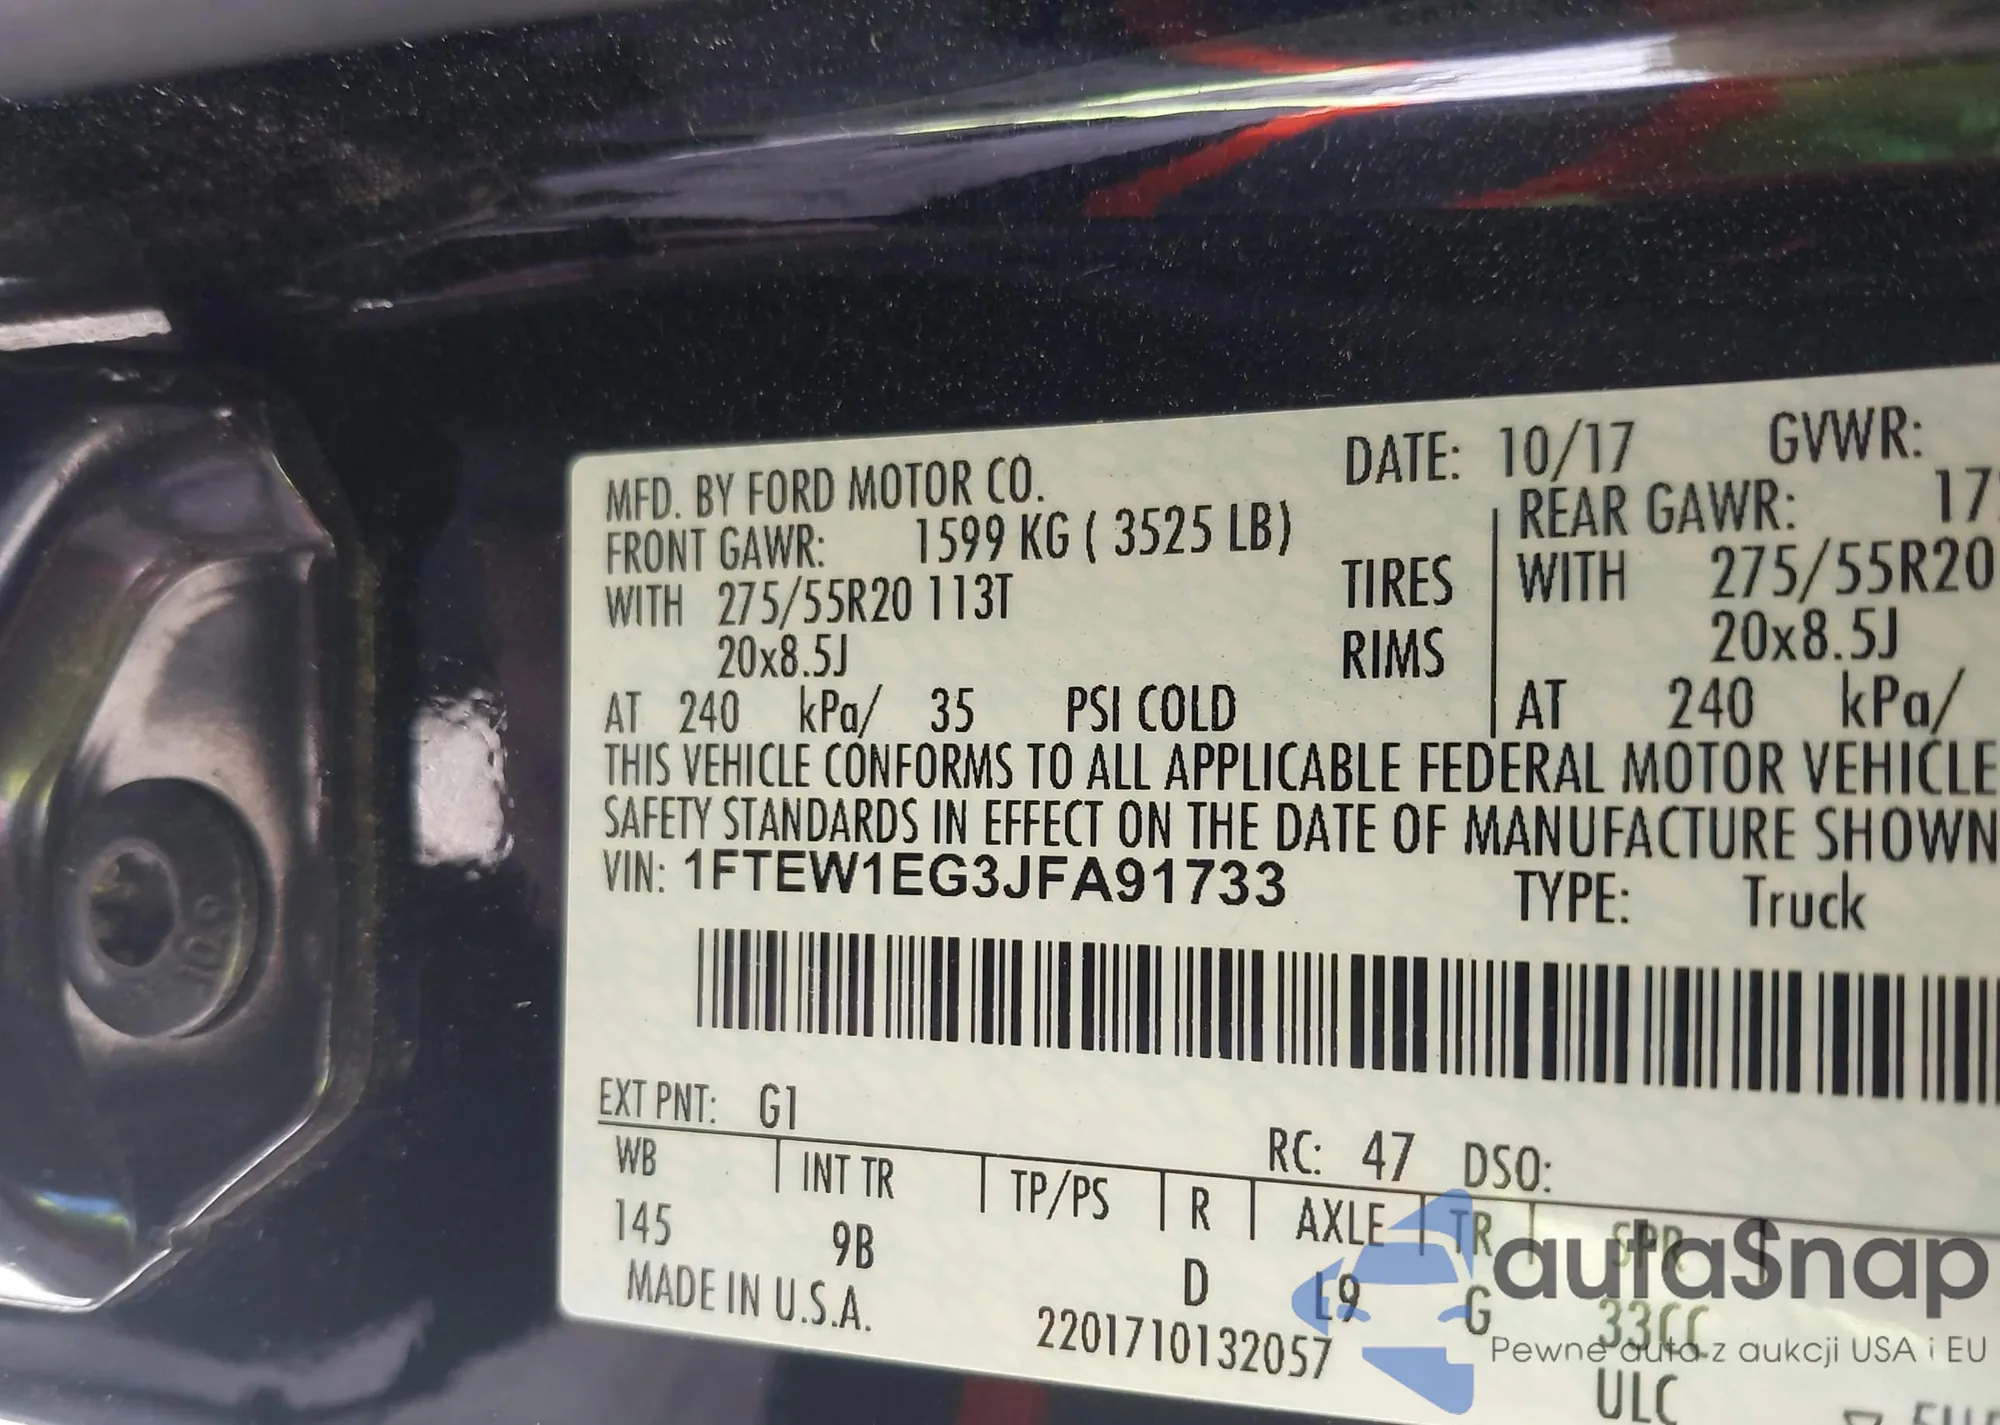 MFD. BY FORD MOTOR CO. DATE: 10/17 GVWR:
FRONT GAWR: 1599 KG ( 3525 LB) REAR GAWR:
WITH 275/55R20 113T TIRES WITH 275/55R20
20x8.5J RIMS 20x8.5J
AT 240 kPa/ 35 PSI COLD AT 240 kPa/
THIS VEHICLE CONFORMS TO ALL APPLICABLE FEDERAL MOTOR VEHICLE
SAFETY STANDARDS IN EFFECT ON THE DATE OF MANUFACTURE SHOWN
VIN: 1FTEW1EG3JFA91733 TYPE: Truck
EXT PNT: G1 RC: 47 DSO:
WB INT TR TP/PS R AXLE TR SPR
145 9B D L9 G 33CC
MADE IN U.S.A. 2201710132057
ULC
10.9
autaSnap
Pewne auta z aukcji USA i EU